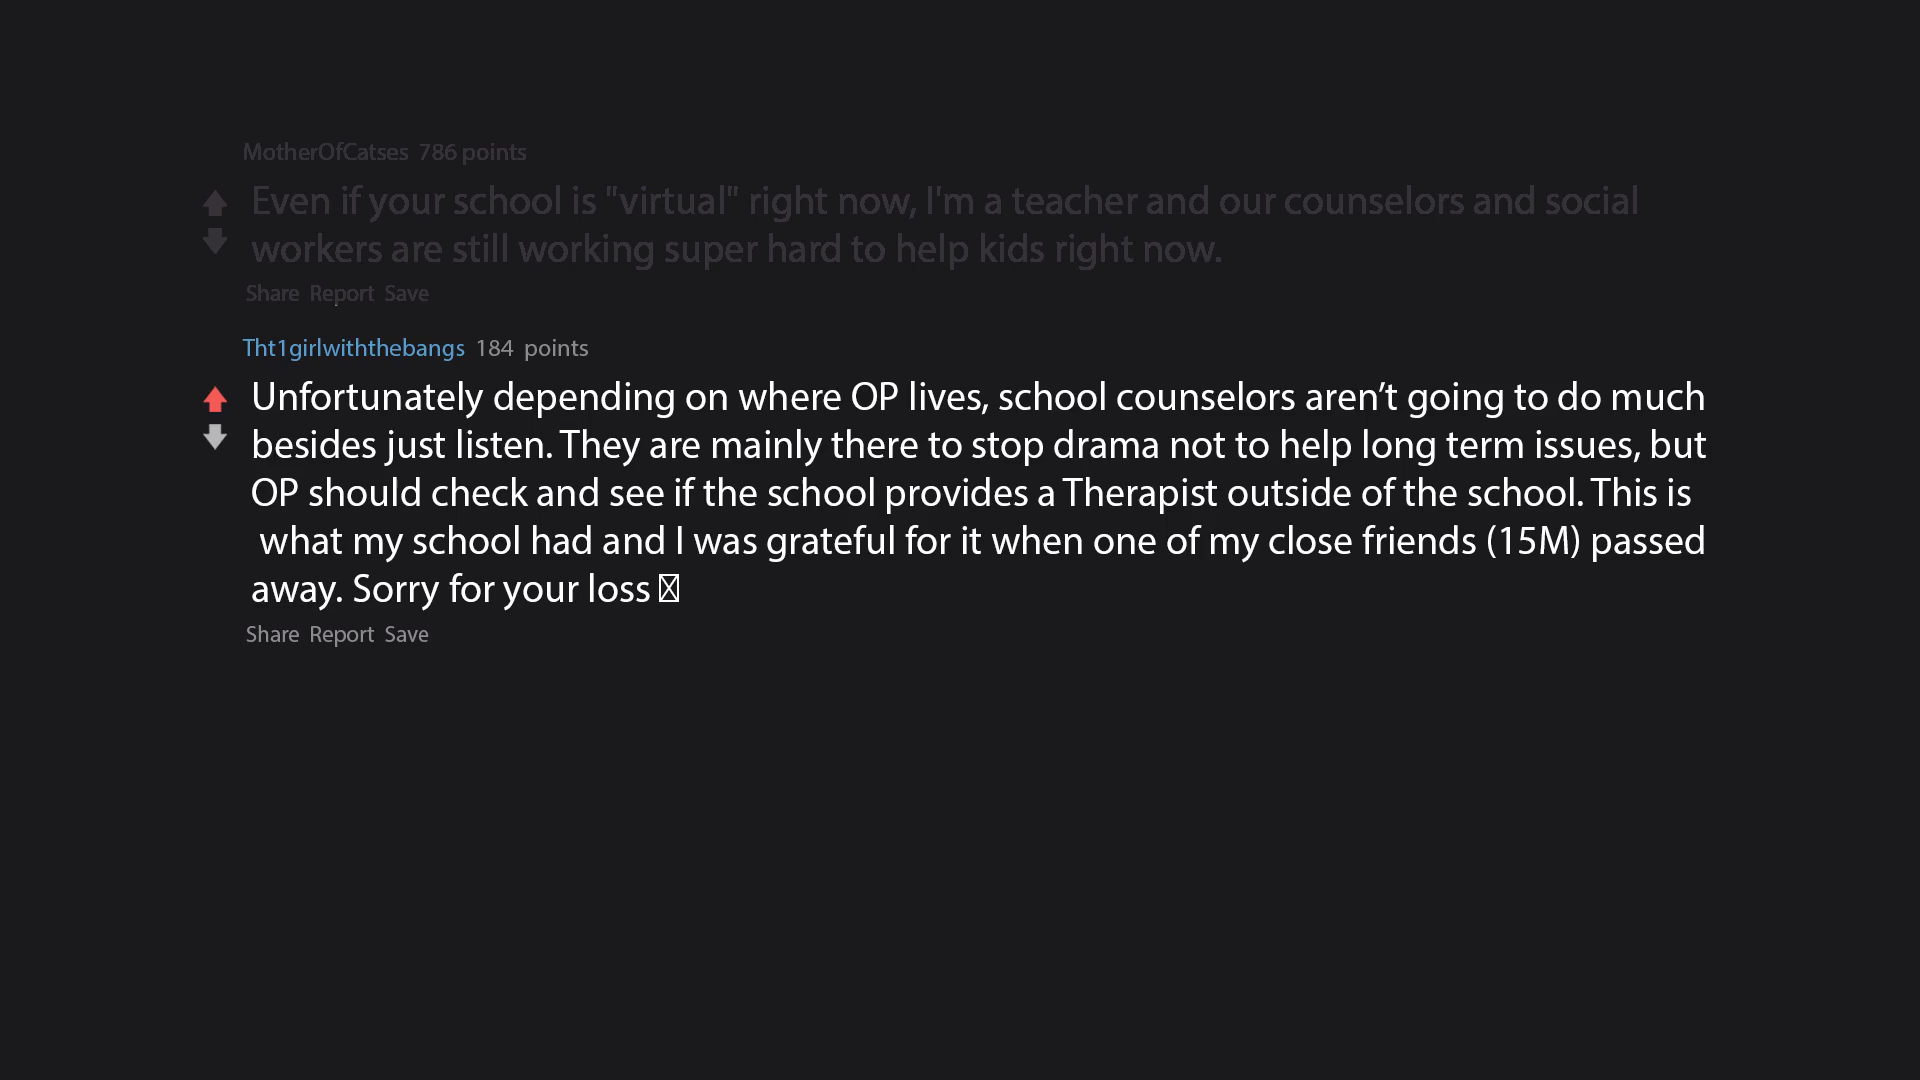 MotherOfCatses 786 points
Even if your school is "virtual" right now, I'm a teacher and our counselors and social
workers are still working super hard to help kids right now.
Share Report Save
Tht1girlwiththebangs 184 points
Unfortunately depending on where OP lives, school counselors aren’t going to do much
besides just listen. They are mainly there to stop drama not to help long term issues, but
OP should check and see if the school provides a Therapist outside of the school. This is
what my school had and I was grateful for it when one of my close friends (15M) passed
away. Sorry for your loss
Share Report Save